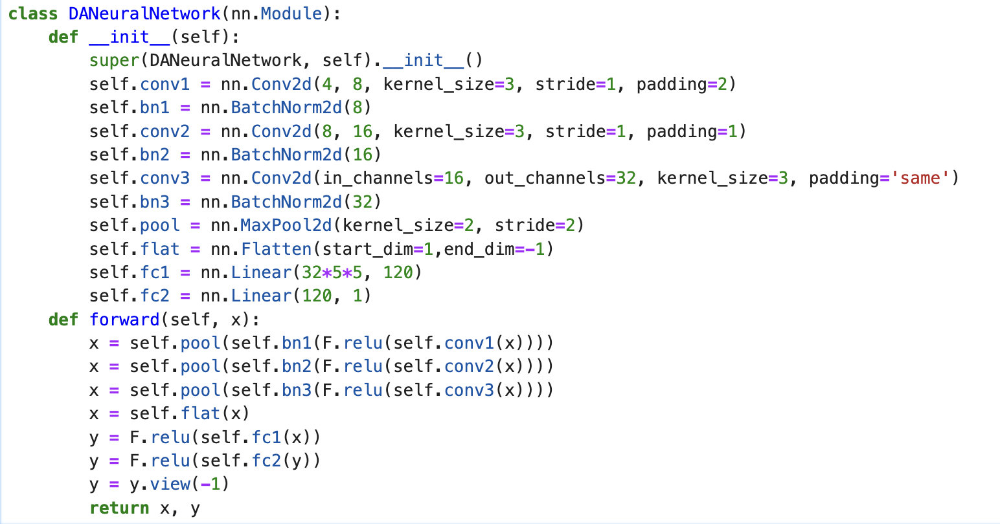 class DANeuralNetwork(nn.Module):
    def __init__(self):
        super(DANeuralNetwork, self).__init__()
        self.conv1 = nn.Conv2d(4, 8, kernel_size=3, stride=1, padding=2)
        self.bn1 = nn.BatchNorm2d(8)
        self.conv2 = nn.Conv2d(8, 16, kernel_size=3, stride=1, padding=1)
        self.bn2 = nn.BatchNorm2d(16)
        self.conv3 = nn.Conv2d(in_channels=16, out_channels=32, kernel_size=3, padding='same')
        self.bn3 = nn.BatchNorm2d(32)
        self.pool = nn.MaxPool2d(kernel_size=2, stride=2)
        self.flat = nn.Flatten(start_dim=1,end_dim=-1)
        self.fc1 = nn.Linear(32*5*5, 120)
        self.fc2 = nn.Linear(120, 1)
    def forward(self, x):
        x = self.pool(self.bn1(F.relu(self.conv1(x))))
        x = self.pool(self.bn2(F.relu(self.conv2(x))))
        x = self.pool(self.bn3(F.relu(self.conv3(x))))
        x = self.flat(x)
        y = F.relu(self.fc1(x))
        y = F.relu(self.fc2(y))
        y = y.view(-1)
        return x, y